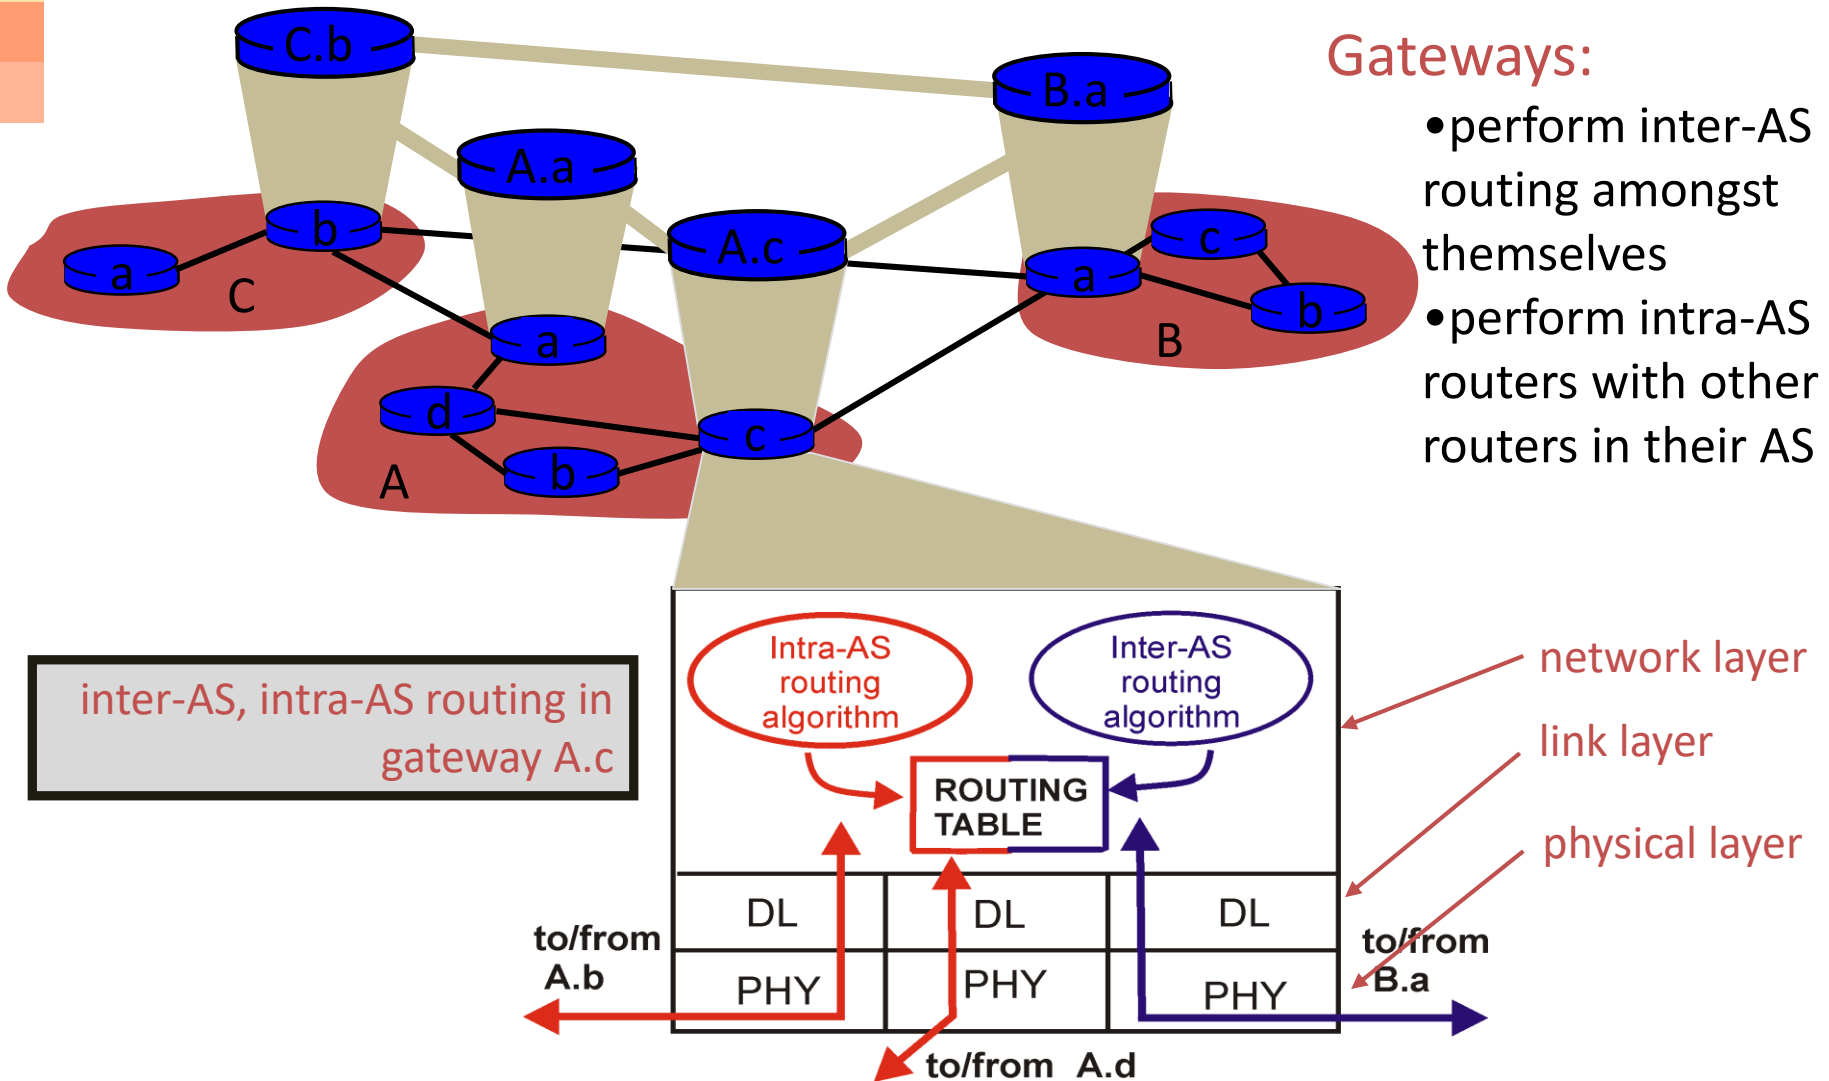 C.b
B.a
A.a
A.c
b
a
C
a
c
a
b
B
d
c
b
A
Gateways:
•perform inter-AS
routing amongst
themselves
•perform intra-AS
routers with other
routers in their AS
inter-AS, intra-AS routing in
gateway A.c
Intra-AS
routing
algorithm
Inter-AS
routing
algorithm
ROUTING
TABLE
DL
DL
DL
PHY
PHY
PHY
to/from
A.b
to/from A.d
to/from
B.a
network layer
link layer
physical layer